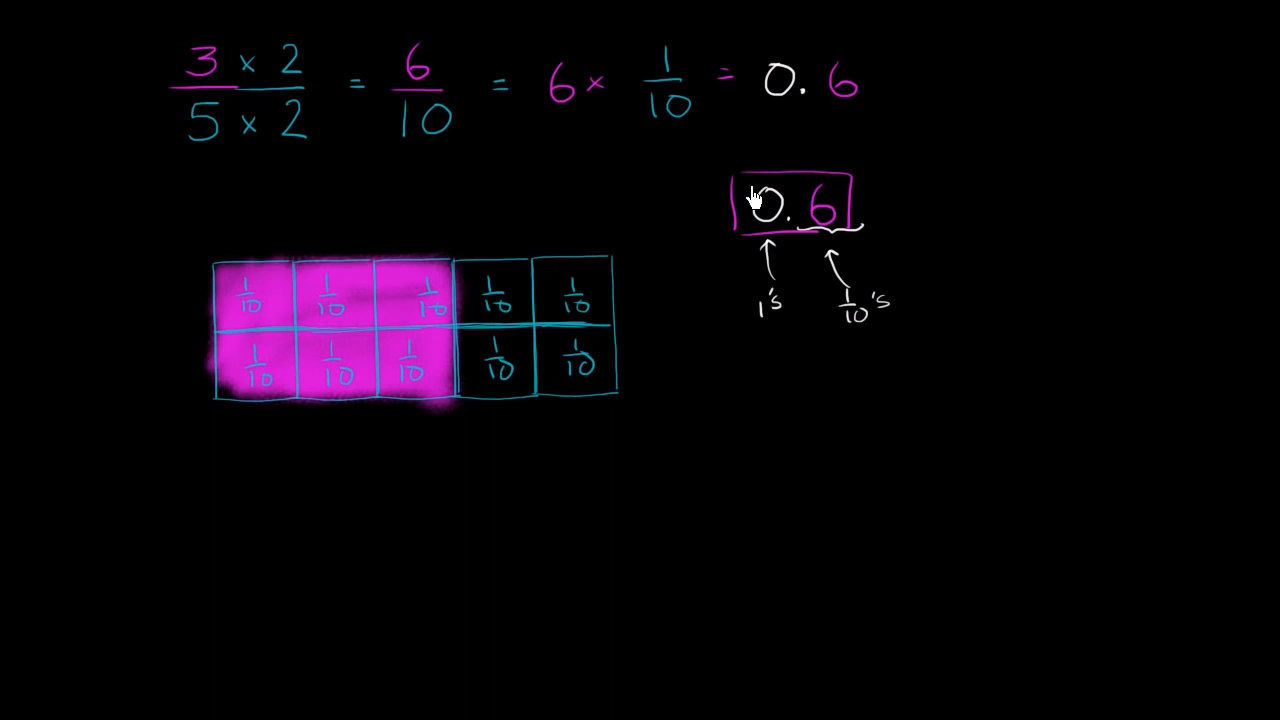 3 × 2 / 5 × 2 = 6/10 = 6 × 1/10 = 0.6
0.6
1's 1/10's
1/10 1/10 1/10 1/10 1/10
1/10 1/10 1/10 1/10 1/10